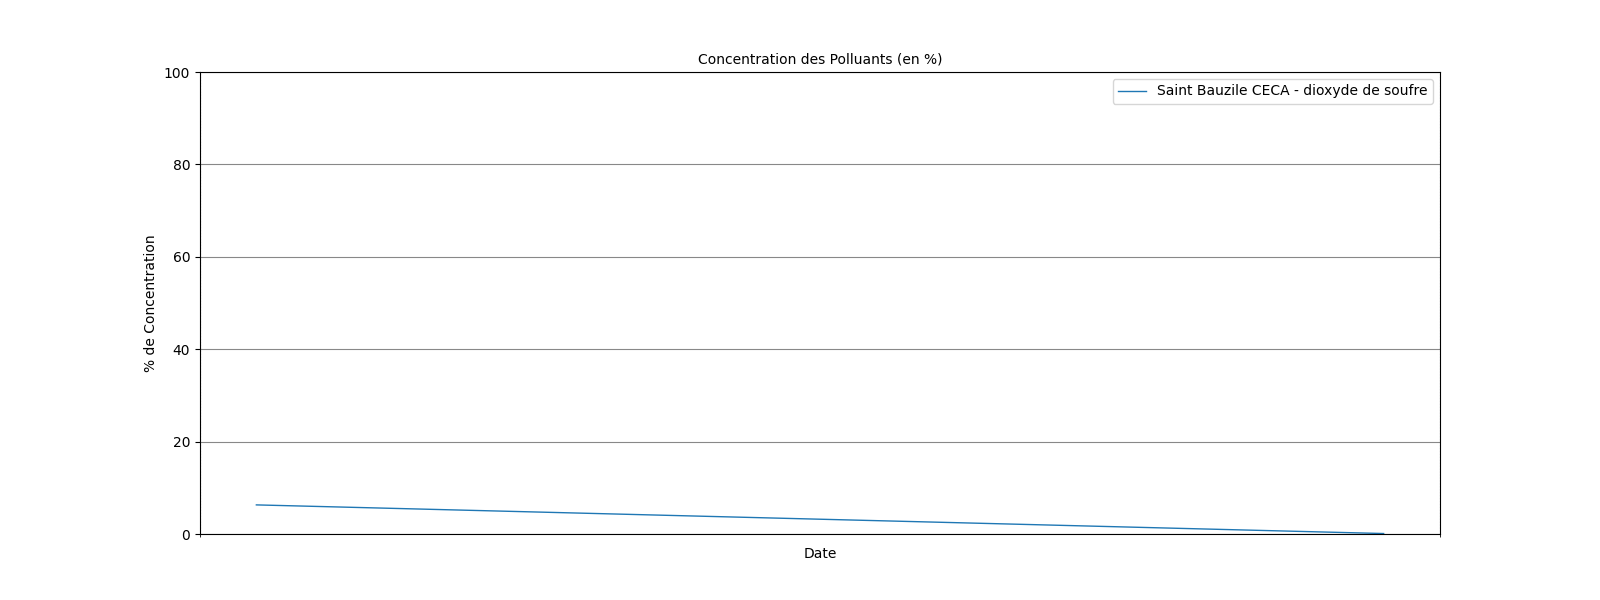 Concentration des Polluants (en %)
100
Saint Bauzile CECA - dioxyde de soufre
80
60
% de Concentration
40
20
0
Date